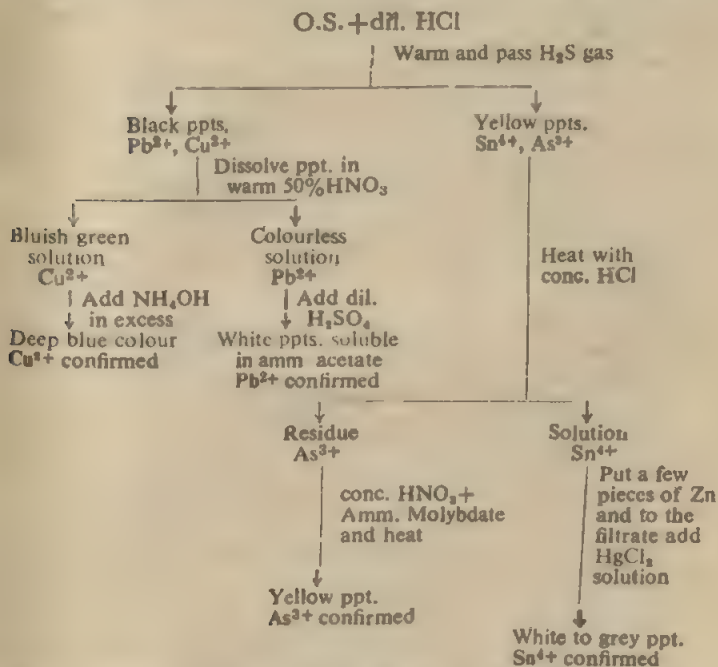 O.S.+dil. HCl
Warm and pass H₂S gas
Black ppts.
Pb²⁺, Cu²⁺
Yellow ppts.
Sn⁴⁺, As³⁺
Dissolve ppt. in
warm 50%HNO₃
Bluish green
solution
Cu²⁺
Colourless
solution
Pb²⁺
Heat with
conc. HCl
Add NH₄OH
in excess
Add dil.
H₂SO₄
Deep blue colour
Cu²⁺ confirmed
White ppts. soluble
in amm acetate
Pb²⁺ confirmed
Residue
As³⁺
Solution
Sn⁴⁺
conc. HNO₃+
Amm. Molybdate
and heat
Put a few
pieces of Zn
and to the
filtrate add
HgCl₂
solution
Yellow ppt.
As³⁺ confirmed
White to grey ppt.
Sn⁴⁺ confirmed